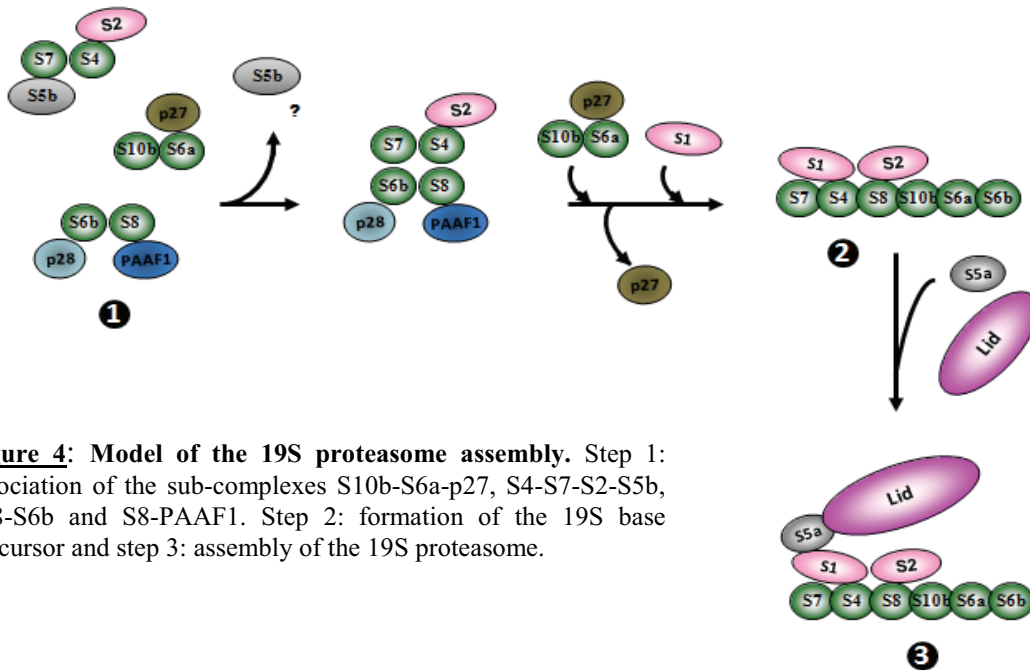 S2
S7 S4
S5b
p27
S10b S6a
S6b S8
p28 PAAF1
1
S5b
?
S2
S7 S4
S6b S8
p28 PAAF1
p27
S10b S6a
S1
p27
S1 S2
S7 S4 S8 S10b S6a S6b
2
S5a
Lid
Lid
S5a
S1 S2
S7 S4 S8 S10b S6a S6b
3
ure 4: Model of the 19S proteasome assembly. Step 1:
ociation of the sub-complexes S10b-S6a-p27, S4-S7-S2-S5b,
8-S6b and S8-PAAF1. Step 2: formation of the 19S base
cursor and step 3: assembly of the 19S proteasome.